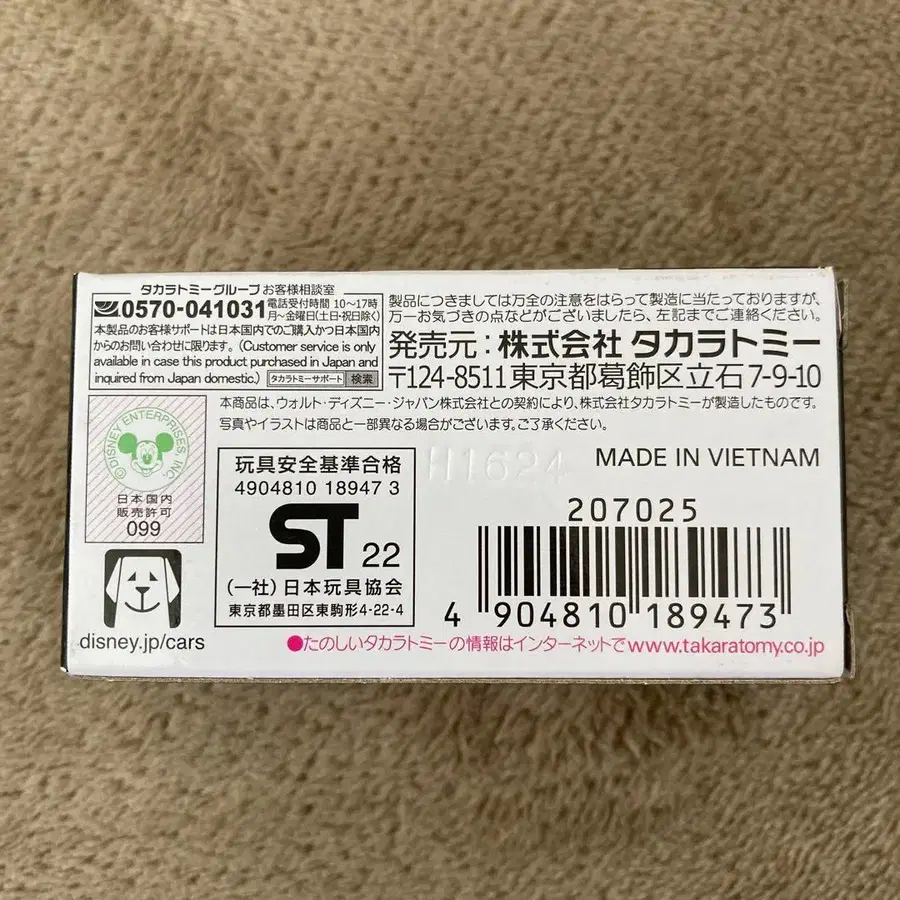 タカラトミーグループ お客様相談室
0570-041031 電話受付時間 10〜17時
月〜金曜日(土日・祝日除く)
本製品のお客様サポートは日本国内でのご購入かつ日本国内
からのお問い合わせに限ります。(Customer service is only
available in case this product purchased in Japan and
inquired from Japan domestic.) タカラトミーサポート 検索
製品につきましては万全の注意をはらって製造に当たっておりますが、
万一お気づきの点などがございましたら、左記までご連絡ください。
発売元:株式会社 タカラトミー
〒124-8511 東京都葛飾区立石 7-9-10
本商品は、ウォルト・ディズニー・ジャパン株式会社との契約により、株式会社タカラトミーが製造したものです。
写真やイラストは商品と一部異なる場合がございます。ご了承ください。
©DISNEY ENTERPRISES, INC.
日本国内
販売許可
099
disney.jp/cars
玩具安全基準合格
4904810 18947 3
ST 22
(一社)日本玩具協会
東京都墨田区東駒形4-22-4
H1624
MADE IN VIETNAM
207025
4 904810 189473
●たのしいタカラトミーの情報はインターネットで www.takaratomy.co.jp